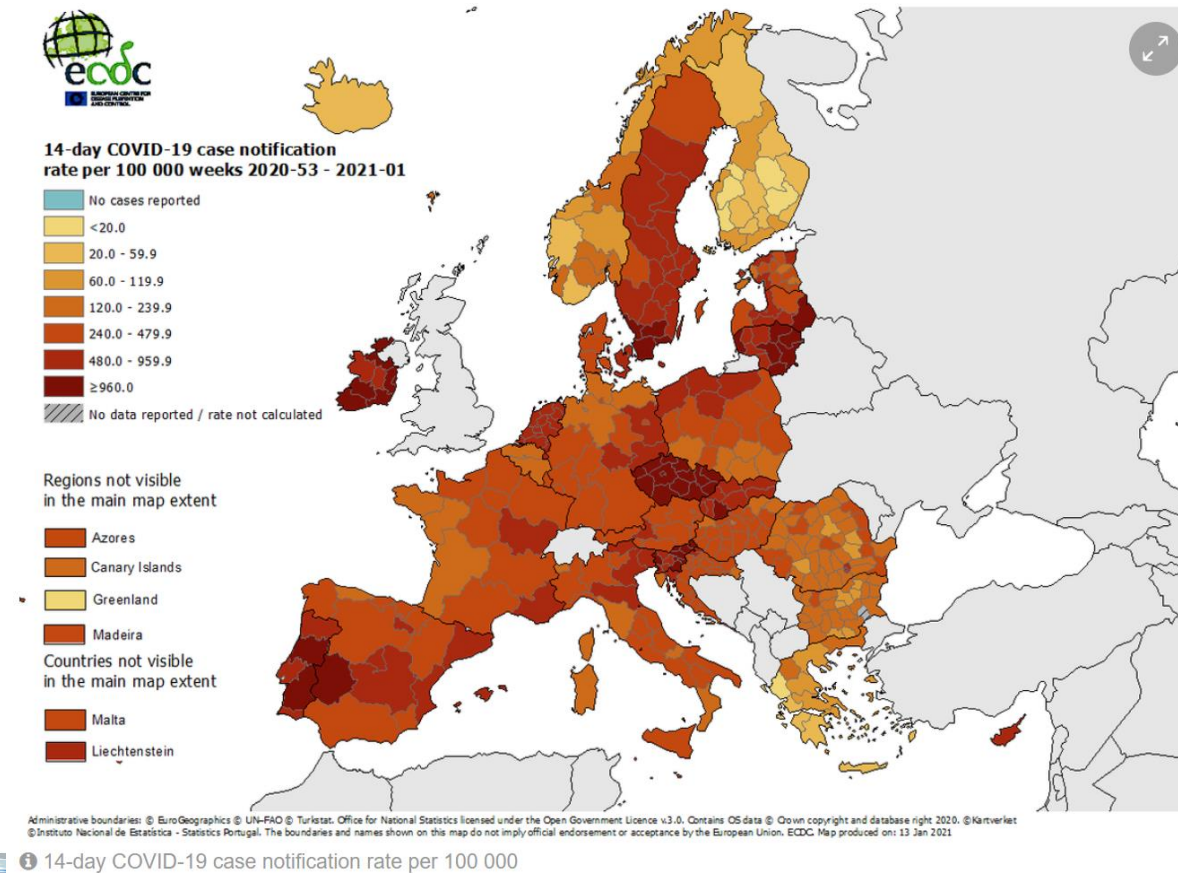 ecdc
EUROPEAN CENTRE FOR
DISEASE PREVENTION
AND CONTROL
14-day COVID-19 case notification
rate per 100 000 weeks 2020-53 - 2021-01
No cases reported
<20.0
20.0 - 59.9
60.0 - 119.9
120.0 - 239.9
240.0 - 479.9
480.0 - 959.9
≥960.0
No data reported / rate not calculated
Regions not visible
in the main map extent
Azores
Canary Islands
Greenland
Madeira
Countries not visible
in the main map extent
Malta
Liechtenstein
Administrative boundaries: © EuroGeographics © UN–FAO © Turkstat. Office for National Statistics licensed under the Open Government Licence v.3.0. Contains OS data © Crown copyright and database right 2020. ©Kartverket
©Instituto Nacional de Estatística - Statistics Portugal. The boundaries and names shown on this map do not imply official endorsement or acceptance by the European Union. ECDC. Map produced on: 13 Jan 2021
14-day COVID-19 case notification rate per 100 000